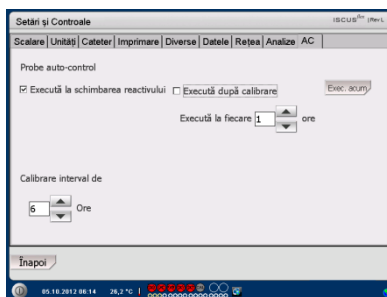 Setări și Controale
ISCUS flex | Rev L
Scalare Unități Cateter Imprimare Diverse Datele Rețea Analize AC
Probe auto-control
Execută la schimbarea reactivului Execută după calibrare Exec. acum
Execută la fiecare 1 ore
Calibrare interval de
6 Ore
Înapoi
05.10.2012 06:14 26,2 °C